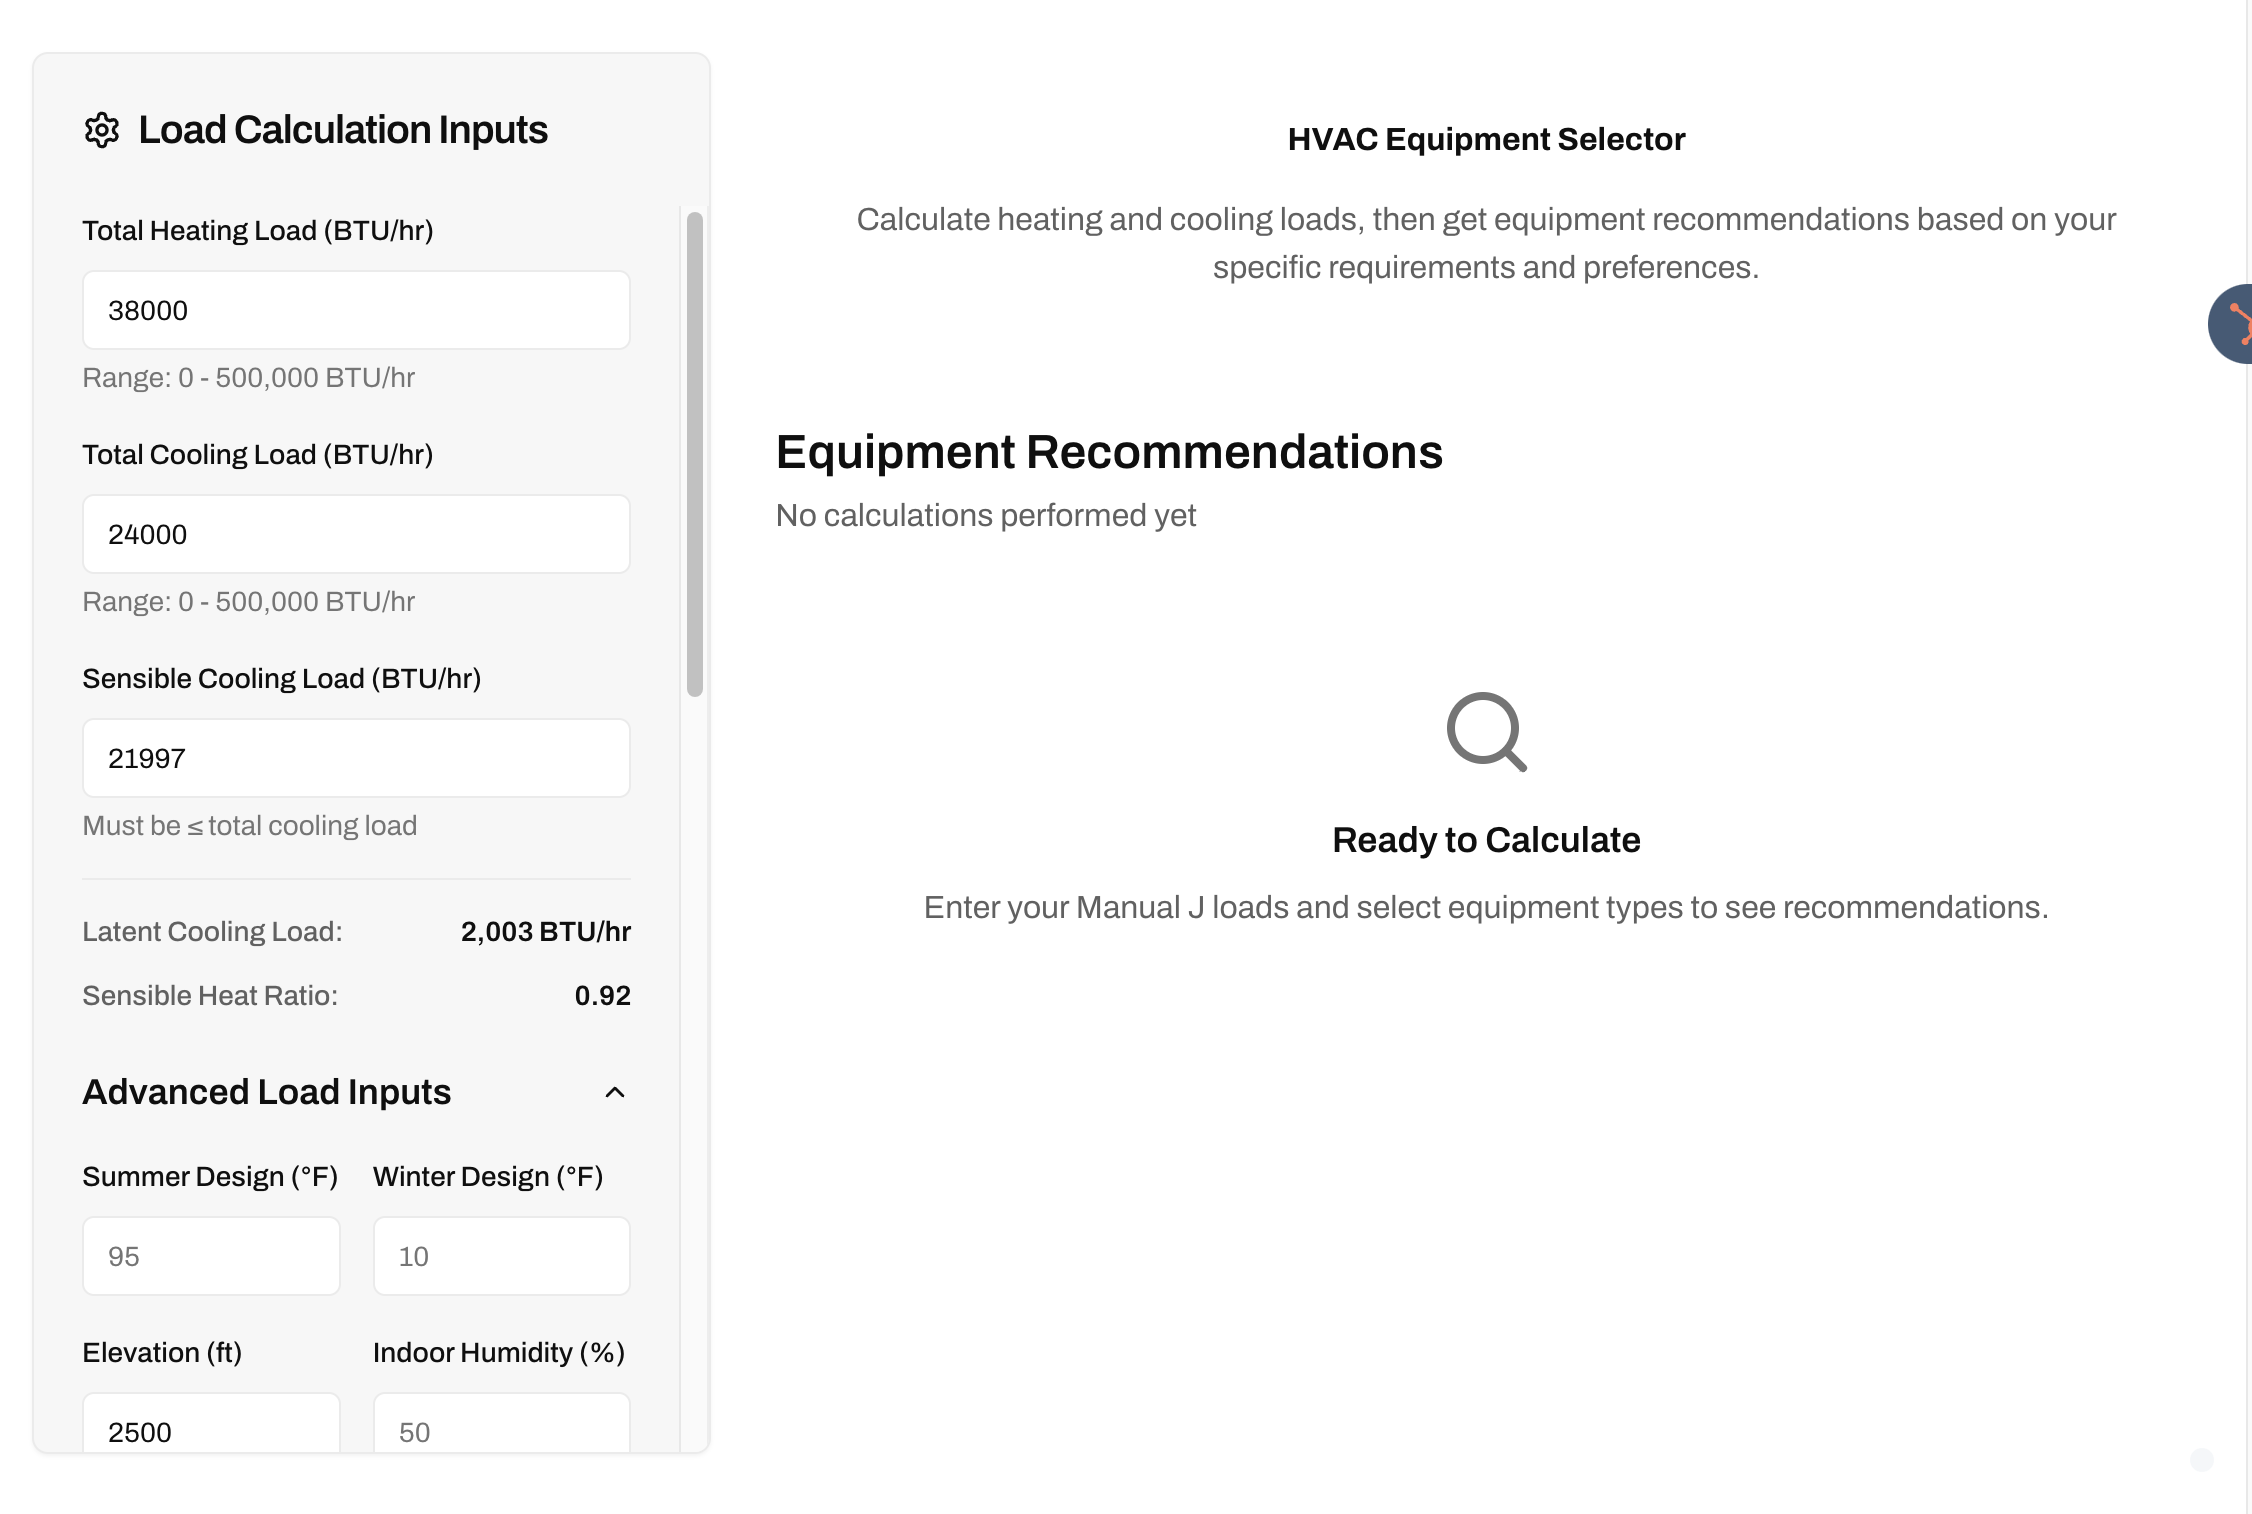 Load Calculation Inputs
Total Heating Load (BTU/hr)
38000
Range: 0 - 500,000 BTU/hr
Total Cooling Load (BTU/hr)
24000
Range: 0 - 500,000 BTU/hr
Sensible Cooling Load (BTU/hr)
21997
Must be ≤ total cooling load
Latent Cooling Load: 2,003 BTU/hr
Sensible Heat Ratio: 0.92
Advanced Load Inputs
Summer Design (°F) Winter Design (°F)
95 10
Elevation (ft) Indoor Humidity (%)
2500 50
HVAC Equipment Selector
Calculate heating and cooling loads, then get equipment recommendations based on your
specific requirements and preferences.
Equipment Recommendations
No calculations performed yet
Ready to Calculate
Enter your Manual J loads and select equipment types to see recommendations.